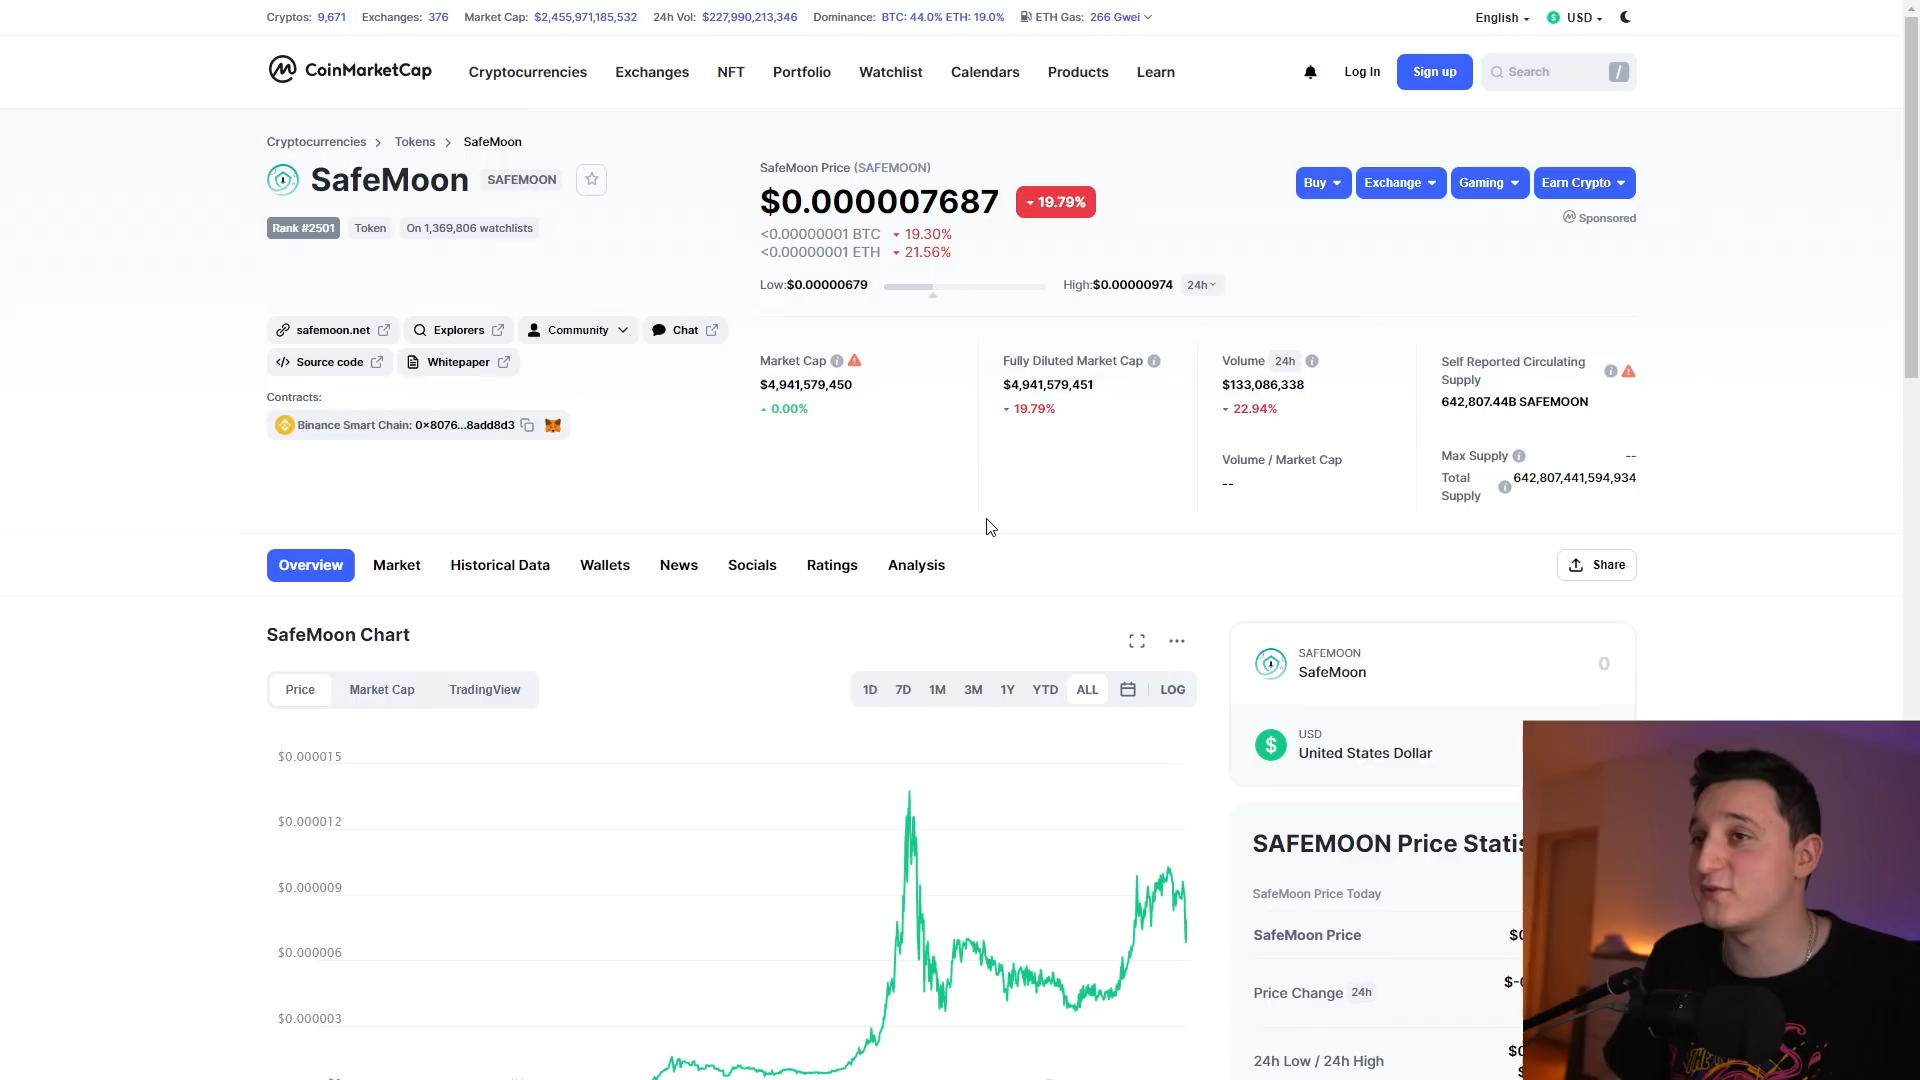 Cryptos: 9,671 Exchanges: 376 Market Cap: $2,455,971,185,532 24h Vol: $227,990,213,346 Dominance: BTC: 44.0% ETH: 19.0% ETH Gas: 266 Gwei English USD
CoinMarketCap Cryptocurrencies Exchanges NFT Portfolio Watchlist Calendars Products Learn Log In Sign up Search /
Cryptocurrencies > Tokens > SafeMoon
SafeMoon SAFEMOON
Rank #2501 Token On 1,369,806 watchlists
safemoon.net Explorers Community Chat
Source code Whitepaper
Contracts:
Binance Smart Chain: 0x8076...8add8d3
SafeMoon Price (SAFEMOON)
$0.000007687 19.79%
<0.00000001 BTC 19.30%
<0.00000001 ETH 21.56%
Low:$0.00000679 High:$0.00000974 24h
Buy Exchange Gaming Earn Crypto
Sponsored
Market Cap
$4,941,579,450
0.00%
Fully Diluted Market Cap
$4,941,579,451
19.79%
Volume 24h
$133,086,338
22.94%
Volume / Market Cap
--
Self Reported Circulating
Supply
642,807.44B SAFEMOON
Max Supply --
Total
Supply
642,807,441,594,934
Overview Market Historical Data Wallets News Socials Ratings Analysis Share
SafeMoon Chart
Price Market Cap TradingView 1D 7D 1M 3M 1Y YTD ALL LOG
$0.000015
$0.000012
$0.000009
$0.000006
$0.000003
SAFEMOON
SafeMoon 0
USD
United States Dollar
SAFEMOON Price Statis
SafeMoon Price Today
SafeMoon Price $0
Price Change 24h $-0
24h Low / 24h High $0